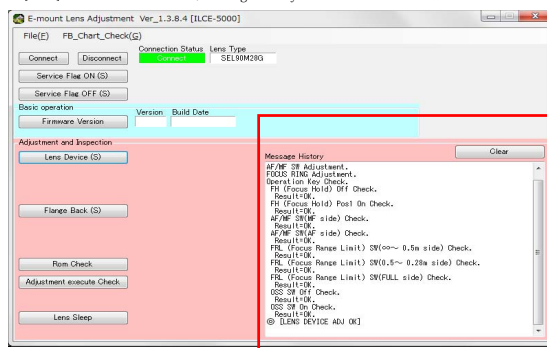 E-mount Lens Adjustment Ver_1.3.8.4 [ILCE-5000]
File(F) FB_Chart_Check(G)
Connection Status Lens Type
Connect Disconnect Connect SEL90M28G
Service Flag ON (S)
Service Flag OFF (S)
Basic operation
Version Build Date
Firmware Version
Adjustment and Inspection
Lens Device (S)
Clear
Message History
AF/MF SW Adjustment.
FOCUS RING Adjustment.
Operation Key Check.
FH (Focus Hold) Off Check.
Result=OK.
FH (Focus Hold) Pos1 On Check.
Result=OK.
AF/MF SW(MF side) Check.
Result=OK.
AF/MF SW(AF side) Check.
Result=OK.
FRL (Focus Range Limit) SW(∞~ 0.5m side) Check.
Result=OK.
FRL (Focus Range Limit) SW(0.5~ 0.28m side) Check.
Result=OK.
FRL (Focus Range Limit) SW(FULL side) Check.
Result=OK.
OSS SW Off Check.
Result=OK.
OSS SW On Check.
Result=OK.
◎ [LENS DEVICE ADJ OK]
Flange Back (S)
Rom Check
Adjustment execute Check
Lens Sleep